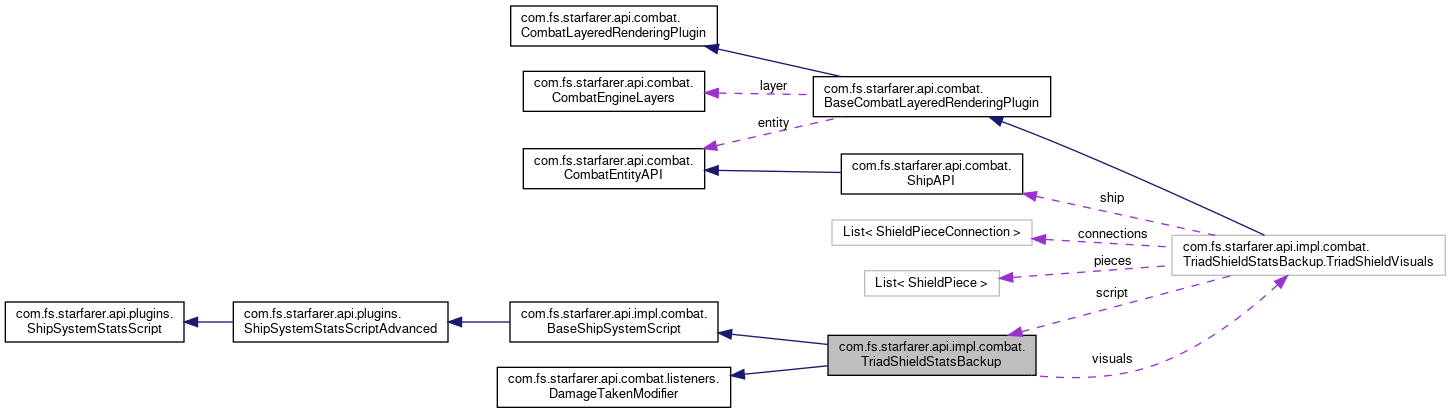 com.fs.starfarer.api.combat.
CombatLayeredRenderingPlugin
com.fs.starfarer.api.combat.
CombatEngineLayers
layer
com.fs.starfarer.api.combat.
BaseCombatLayeredRenderingPlugin
entity
com.fs.starfarer.api.combat.
CombatEntityAPI
com.fs.starfarer.api.combat.
ShipAPI
ship
List< ShieldPieceConnection >
connections
com.fs.starfarer.api.impl.combat.
TriadShieldStatsBackup.TriadShieldVisuals
pieces
List< ShieldPiece >
script
com.fs.starfarer.api.plugins.
ShipSystemStatsScript
com.fs.starfarer.api.plugins.
ShipSystemStatsScriptAdvanced
com.fs.starfarer.api.impl.combat.
BaseShipSystemScript
com.fs.starfarer.api.impl.combat.
TriadShieldStatsBackup
visuals
com.fs.starfarer.api.combat.listeners.
DamageTakenModifier